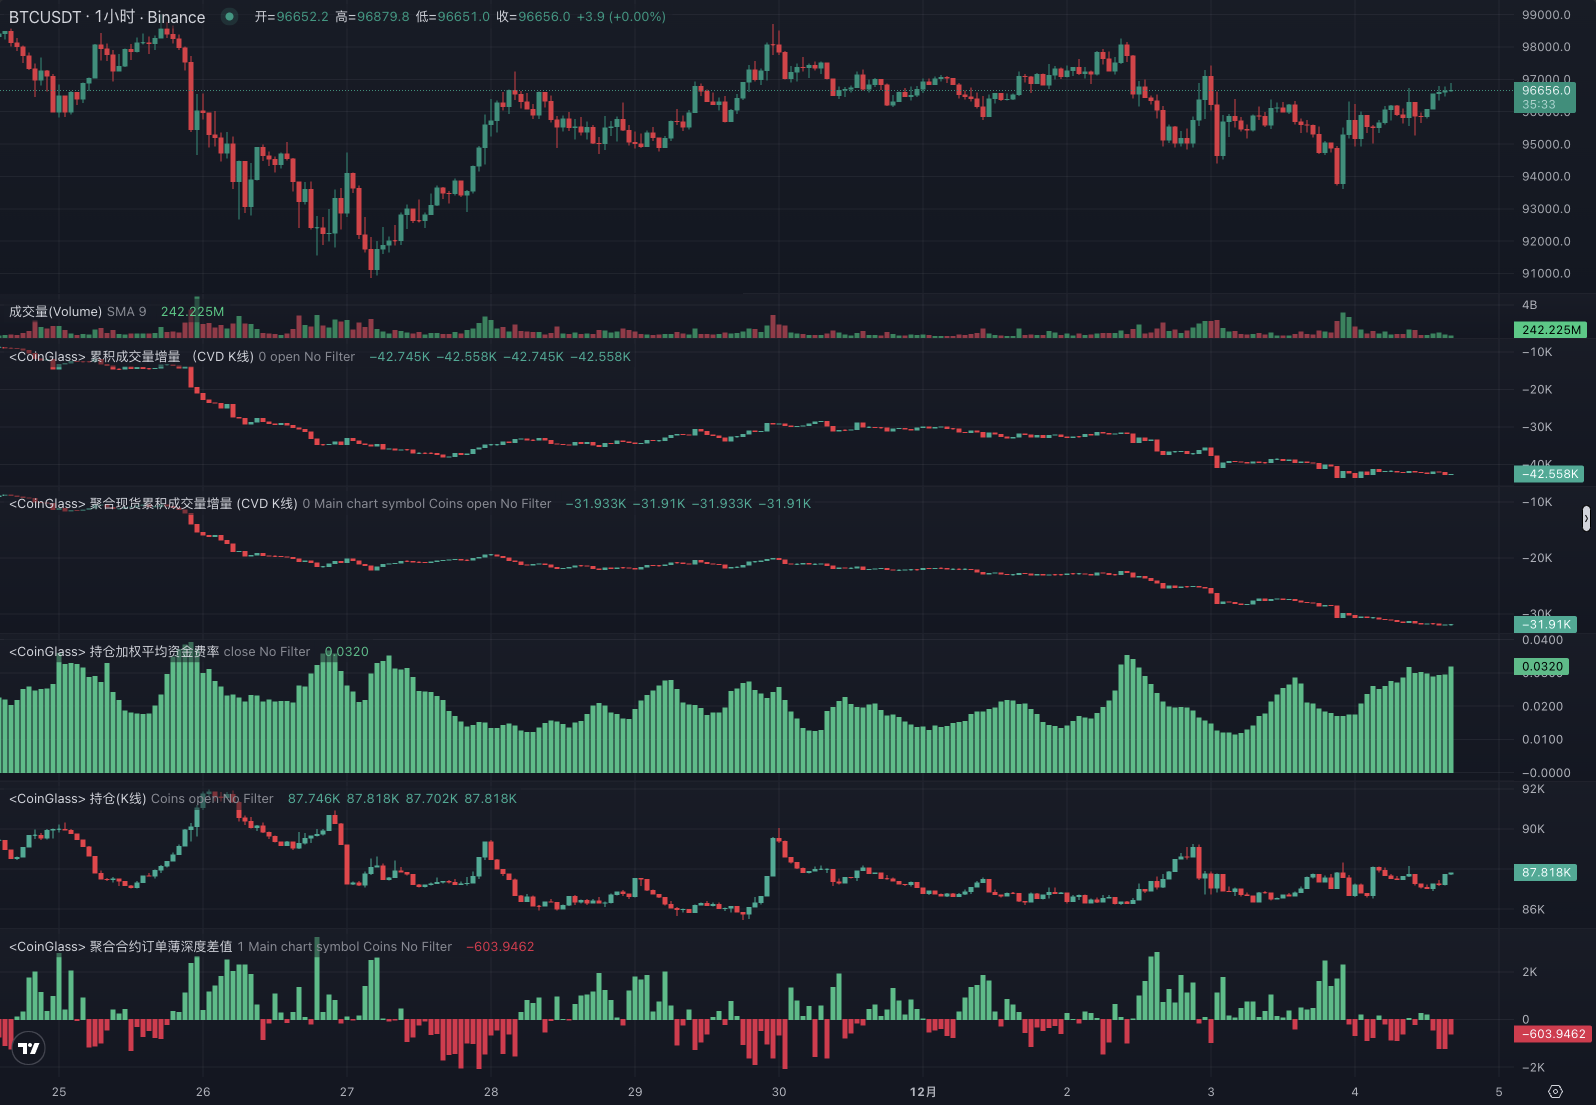 BTCUSDT · 1小时 · Binance 开=96652.2 高=96879.8 低=96651.0 收=96656.0 +3.9 (+0.00%)
99000.0
98000.0
97000.0
96656.0
35:33
96000.0
95000.0
94000.0
93000.0
92000.0
91000.0
成交量(Volume) SMA 9 242.225M
4B
242.225M
<CoinGlass> 累积成交量增量 (CVD K线) 0 open No Filter −42.745K −42.558K −42.745K −42.558K
−10K
−20K
−30K
−40K
−42.558K
<CoinGlass> 聚合现货累积成交量增量 (CVD K线) 0 Main chart symbol Coins open No Filter −31.933K −31.91K −31.933K −31.91K
−10K
−20K
−30K
−31.91K
<CoinGlass> 持仓加权平均资金费率 close No Filter 0.0320
0.0400
0.0320
0.0300
0.0200
0.0100
−0.0000
<CoinGlass> 持仓(K线) Coins open No Filter 87.746K 87.818K 87.702K 87.818K
92K
90K
87.818K
86K
<CoinGlass> 聚合合约订单薄深度差值 1 Main chart symbol Coins No Filter −603.9462
2K
0
−603.9462
−2K
25 26 27 28 29 30 12月 2 3 4 5